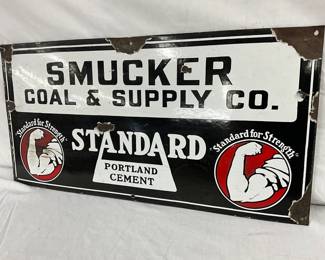 SMUCKER
COAL & SUPPLY CO.
"Standard for Strength"
STANDARD
PORTLAND
CEMENT
"Standard for Strength"